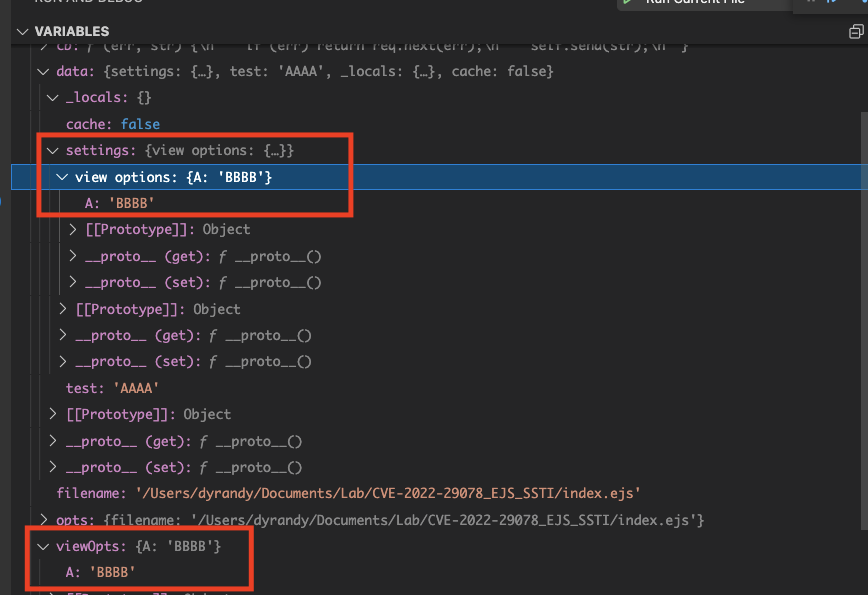 RUN AND DEBUG
Run Current File
VARIABLES
cb: ƒ (err, str) {\n    if (err) return req.next(err);\n    self.send(str);\n  }
data: {settings: {…}, test: 'AAAA', _locals: {…}, cache: false}
_locals: {}
cache: false
settings: {view options: {…}}
view options: {A: 'BBBB'}
A: 'BBBB'
[[Prototype]]: Object
__proto__ (get): ƒ __proto__()
__proto__ (set): ƒ __proto__()
[[Prototype]]: Object
__proto__ (get): ƒ __proto__()
__proto__ (set): ƒ __proto__()
test: 'AAAA'
[[Prototype]]: Object
__proto__ (get): ƒ __proto__()
__proto__ (set): ƒ __proto__()
filename: '/Users/dyrandy/Documents/Lab/CVE-2022-29078_EJS_SSTI/index.ejs'
opts: {filename: '/Users/dyrandy/Documents/Lab/CVE-2022-29078_EJS_SSTI/index.ejs'}
viewOpts: {A: 'BBBB'}
A: 'BBBB'